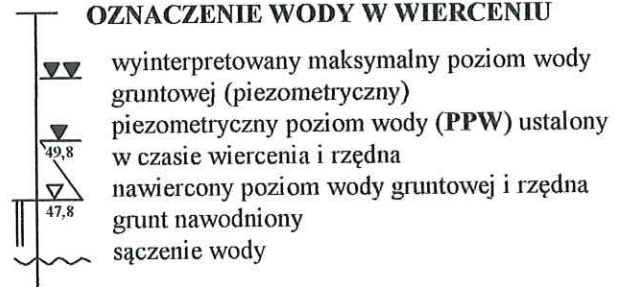 OZNACZENIE WODY W WIERCENIU
wyinterpretowany maksymalny poziom wody
gruntowej (piezometryczny)
piezometryczny poziom wody (PPW) ustalony
49,8
w czasie wiercenia i rzędna
nawiercony poziom wody gruntowej i rzędna
47,8
grunt nawodniony
sączenie wody